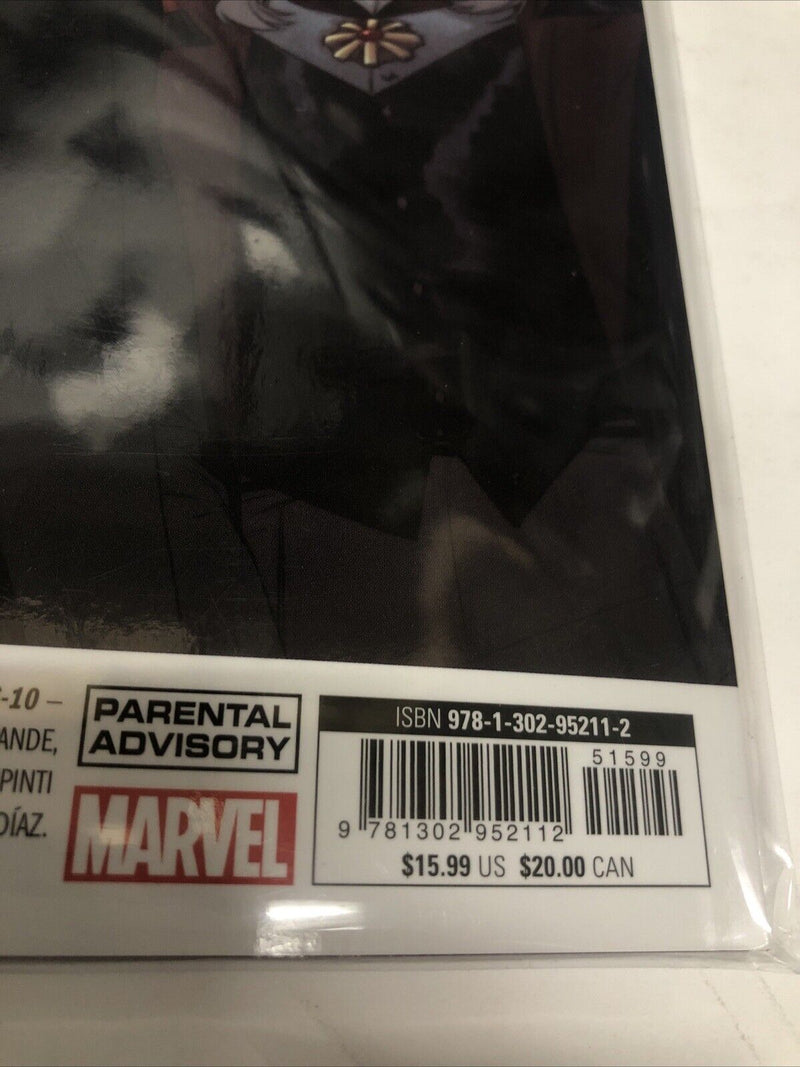 -10 –
ANDE,
PINTI
DÍAZ.
PARENTAL
ADVISORY
MARVEL
ISBN 978-1-302-95211-2
51599
9 781302 952112
$15.99 US $20.00 CAN